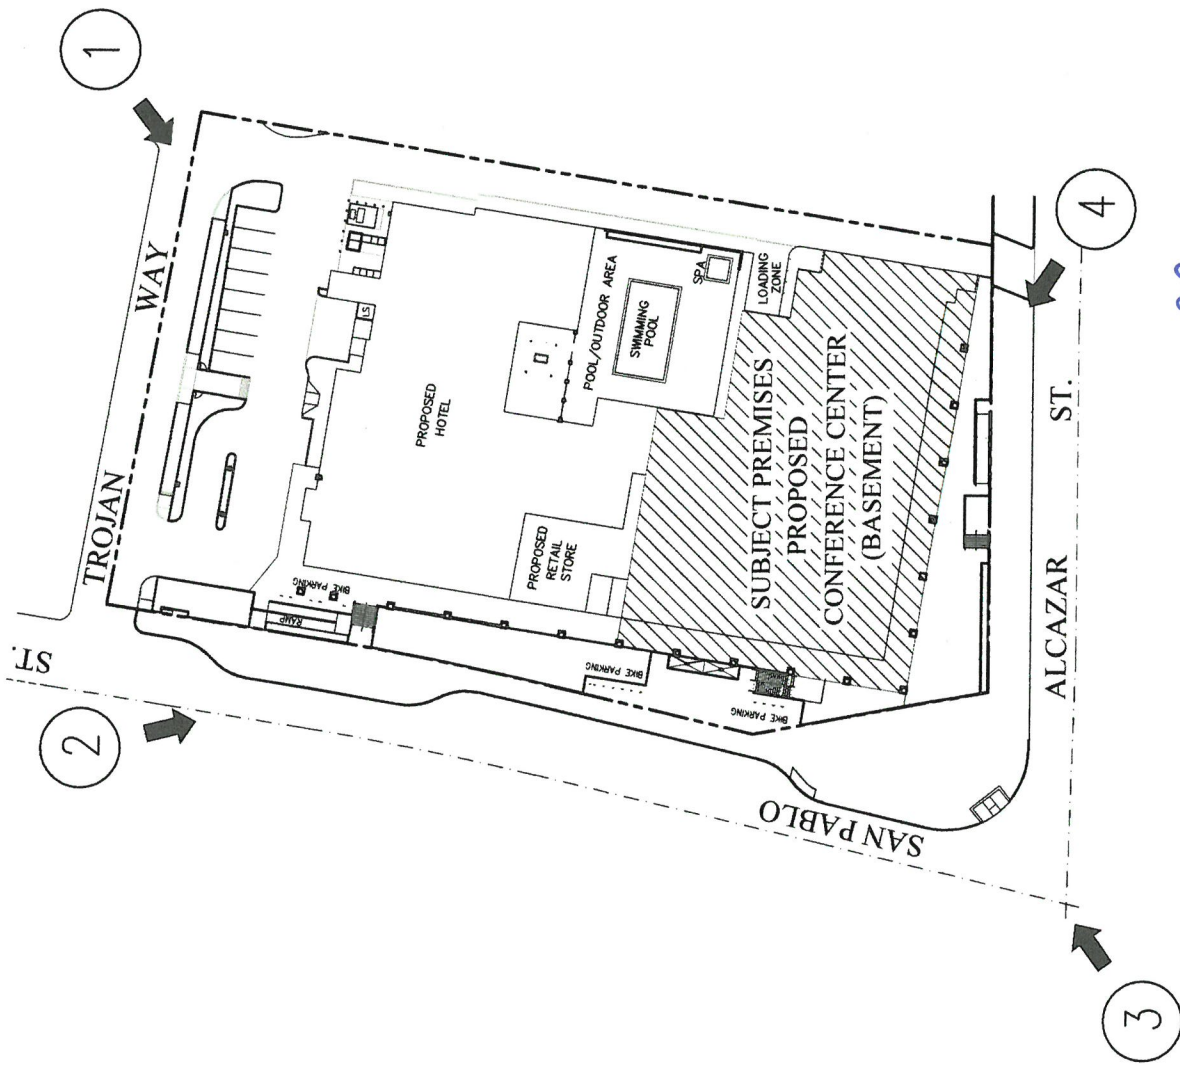 1
TROJAN WAY
2
ST.
BIKE PARKING
RAMP
L.S.
PROPOSED
HOTEL
POOL/OUTDOOR AREA
SWIMMING
POOL
SPA
LOADING
ZONE
PROPOSED
RETAIL
STORE
SUBJECT PREMISES
PROPOSED
CONFERENCE CENTER
(BASEMENT)
BIKE PARKING
BIKE PARKING
SAN PABLO
ALCAZAR ST.
4
3